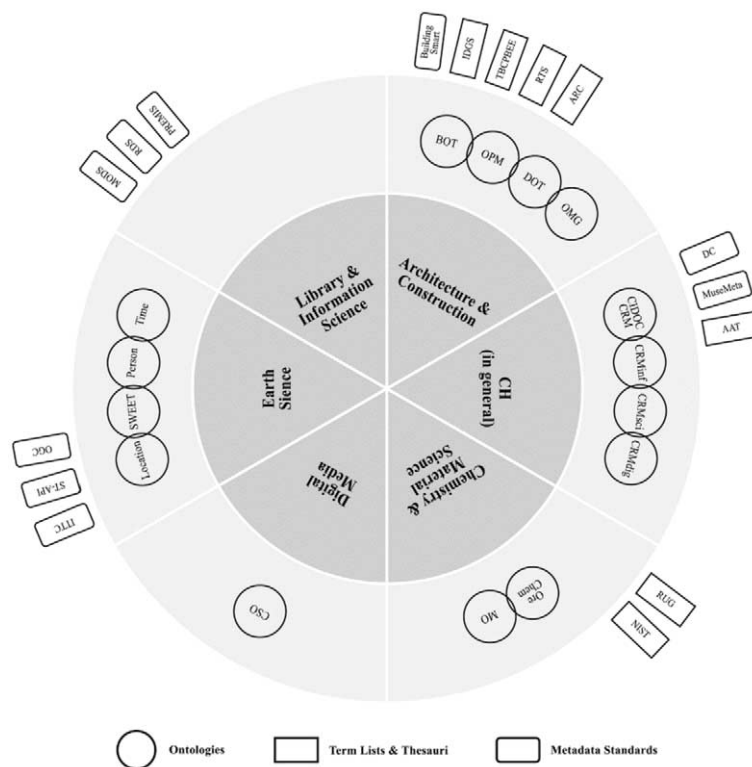 Building
Smart
IDGS
TBCPBEE
RTS
ARC
PREMIS
RDS
MODS
BOT
OPM
DOT
OMG
Library &
Information
Science
Architecture &
Construction
DC
MuseMeta
AAT
CIDOC
CRM
CRMinf
CRMsci
CRMdig
CH
(in general)
Time
Person
SWEET
Location
Earth
Sience
OGC
ST-API
ITTC
Digital
Media
Chemistry &
Material
Science
CSO
MO
Ore
Chem
RUG
NIST
Ontologies
Term Lists & Thesauri
Metadata Standards